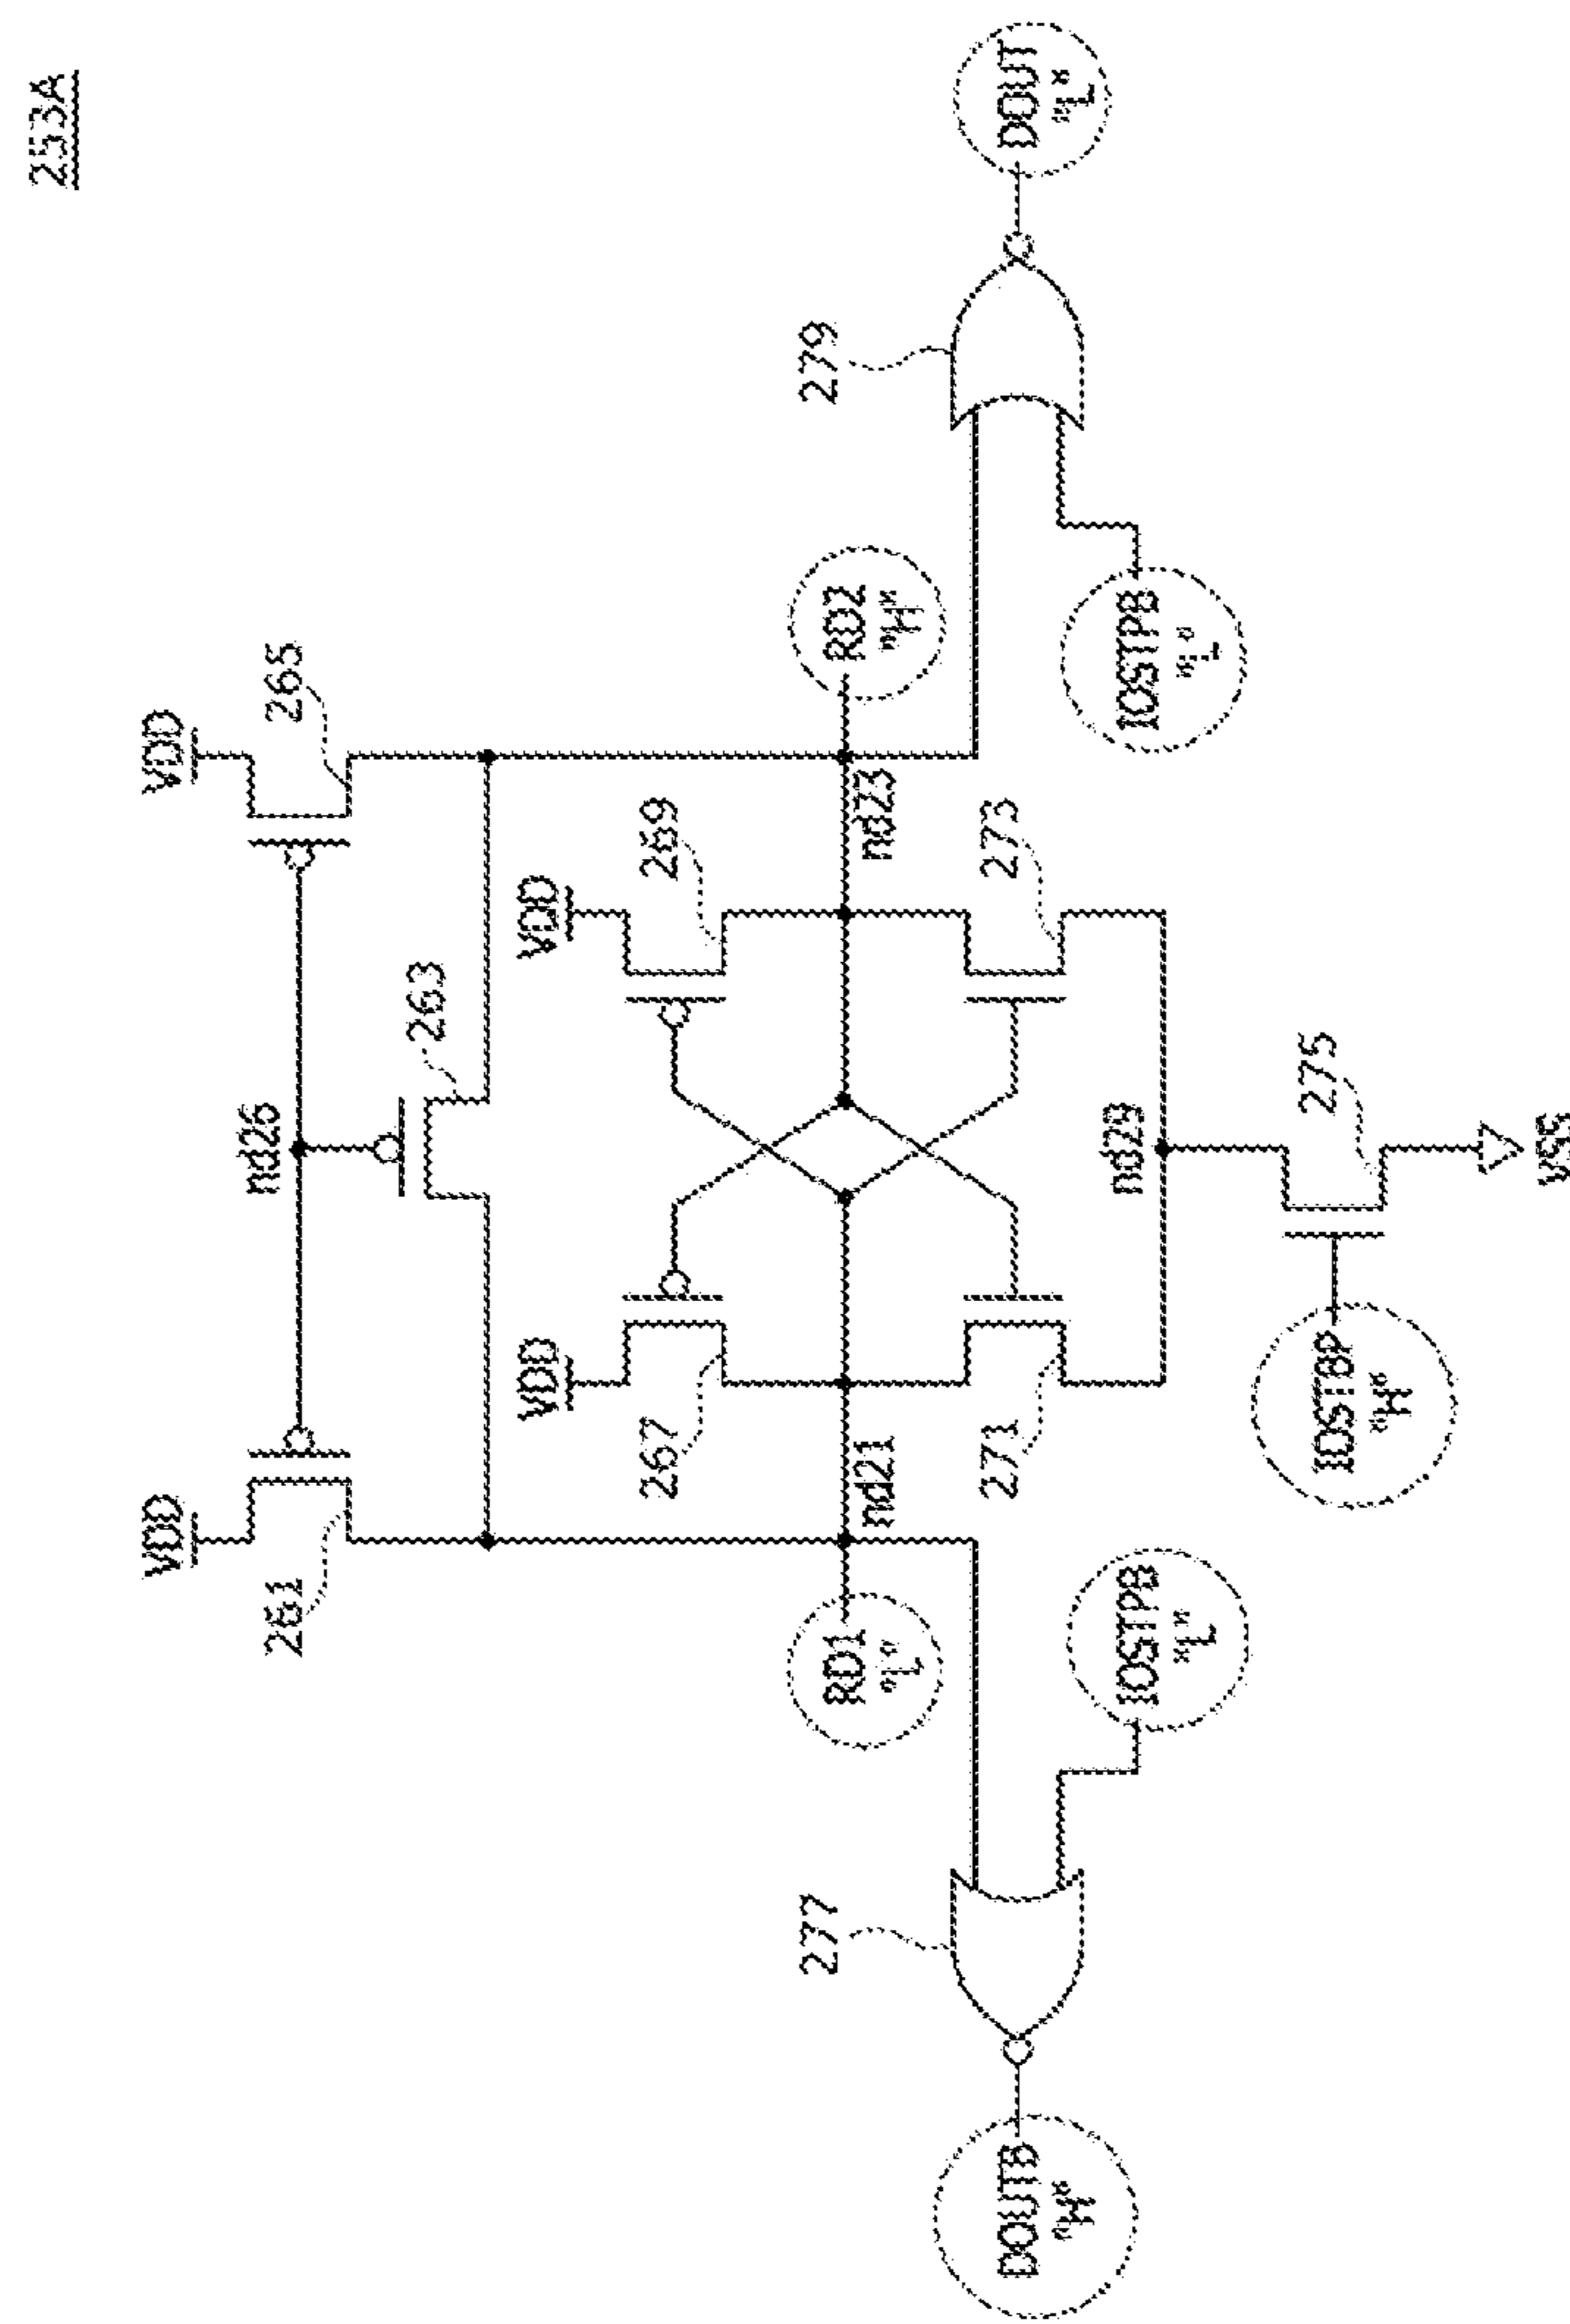 253A
VDD
VDD
nd26
261
265
263
VDD
VDD
267
269
277
279
RD1
"L"
RD2
"H"
nd21
nd23
271
273
DOUTB
"H"
DOUT
"L"
nd29
IOSTPB
"L"
IOSTPB
"L"
275
IOSTBP
"H"
VSS